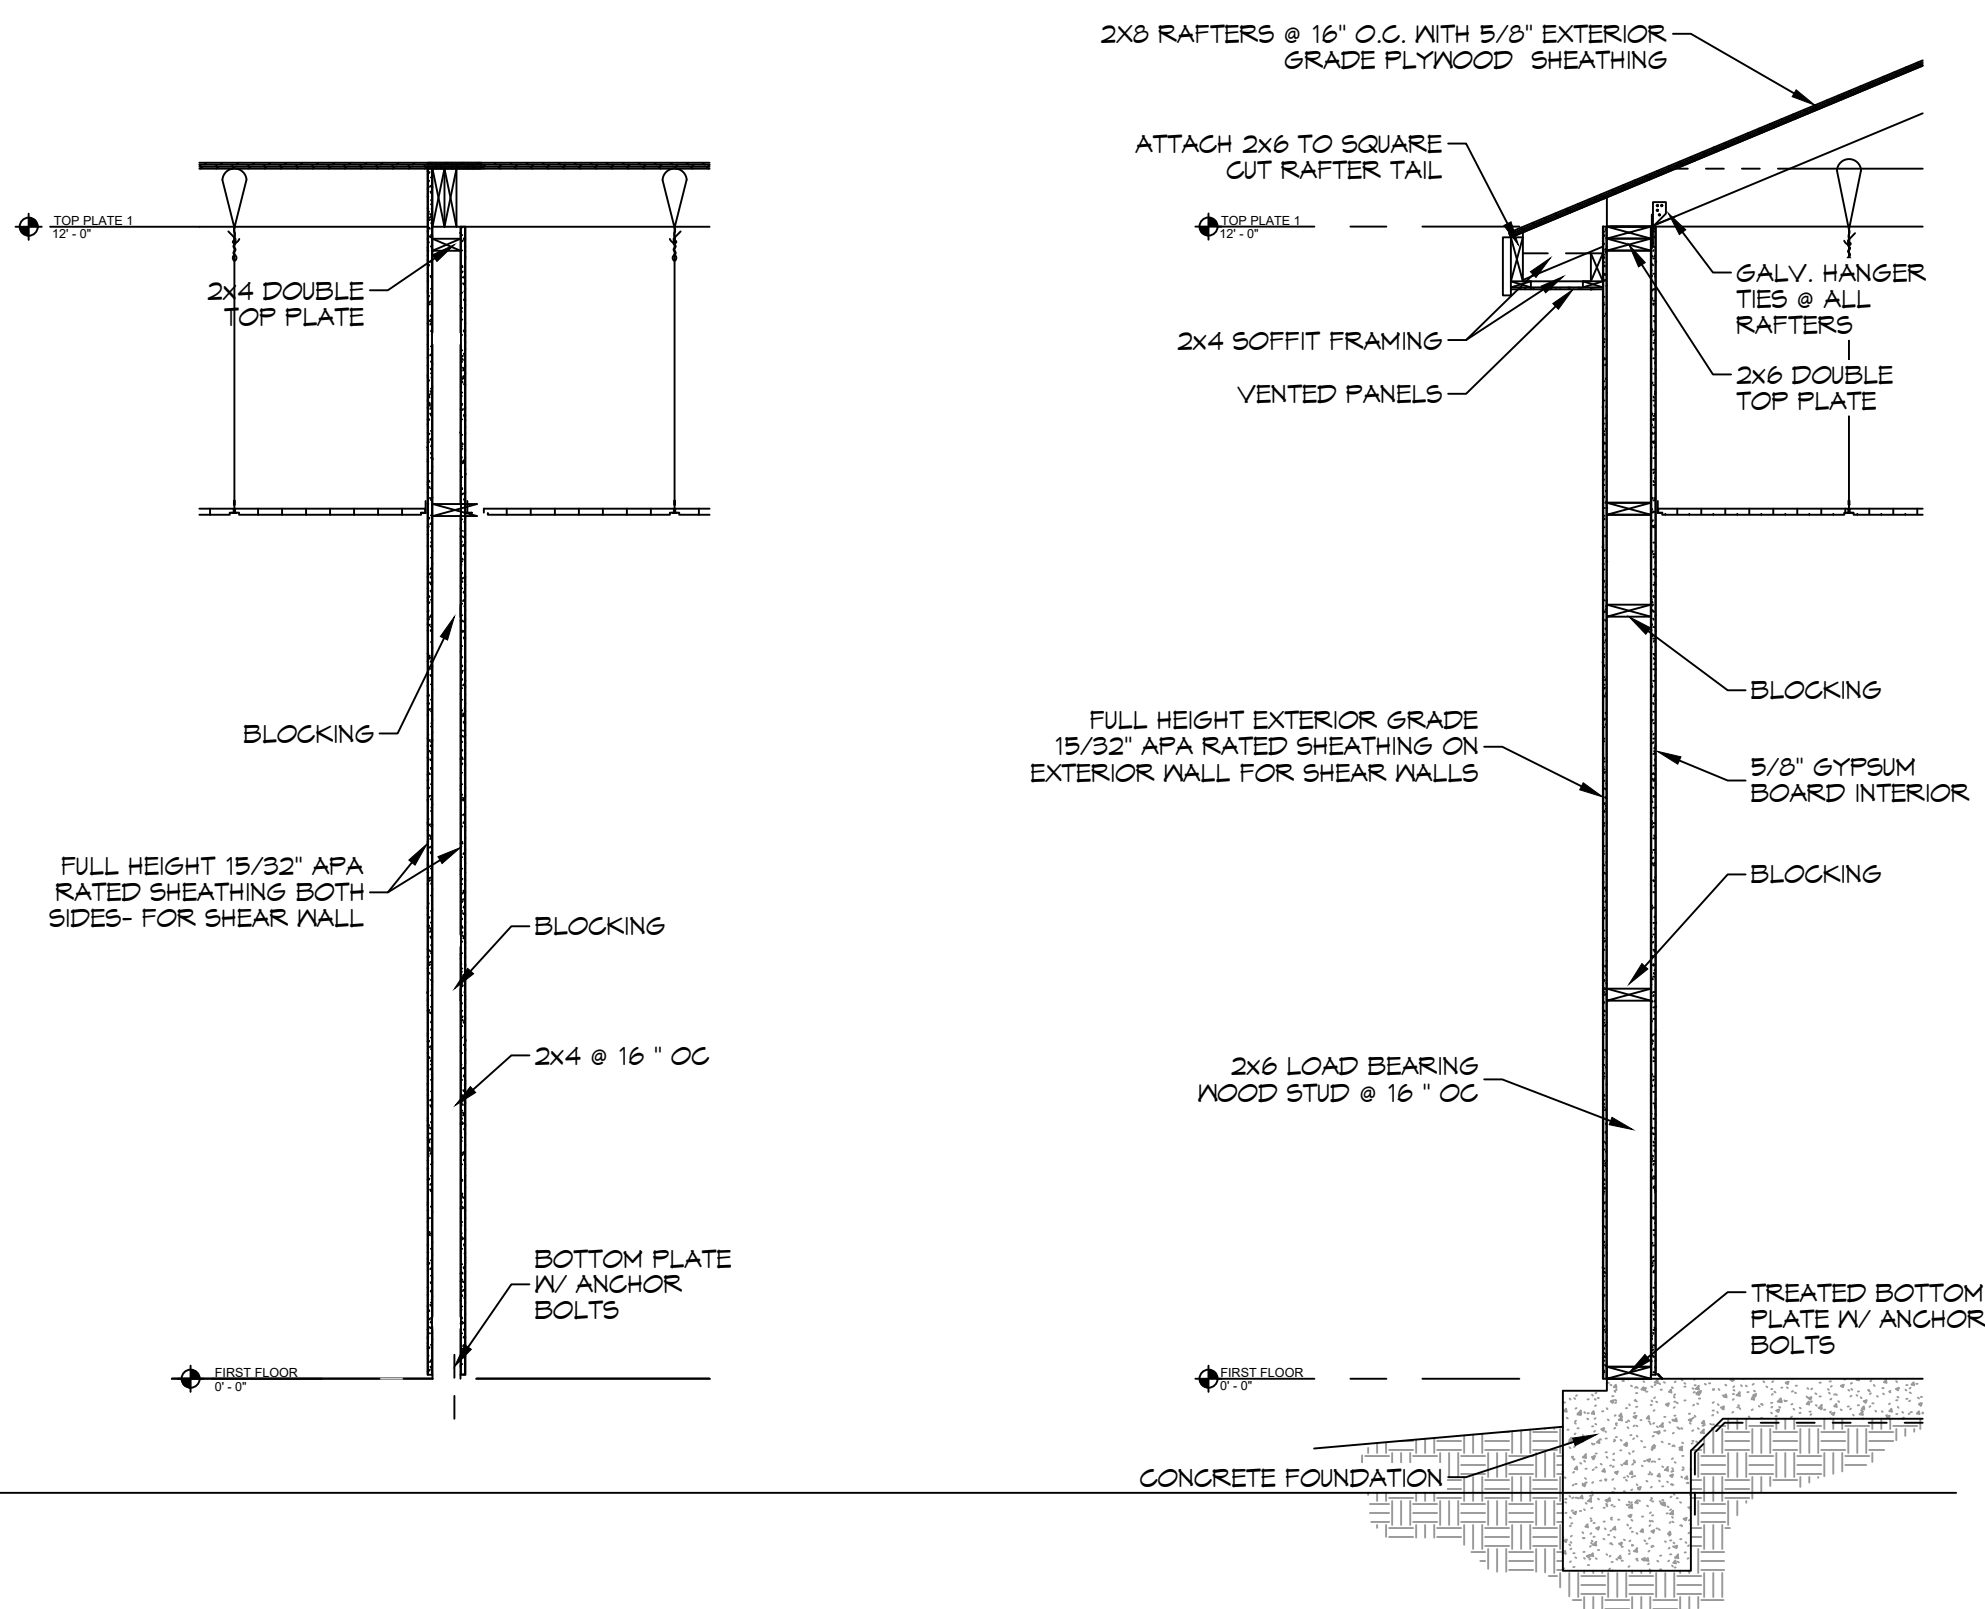 TOP PLATE 1
12' - 0"
2x4 DOUBLE
TOP PLATE
BLOCKING
FULL HEIGHT 15/32" APA
RATED SHEATHING BOTH
SIDES- FOR SHEAR WALL
BLOCKING
2x4 @ 16 " OC
BOTTOM PLATE
W/ ANCHOR
BOLTS
FIRST FLOOR
0' - 0"
2X8 RAFTERS @ 16" O.C. WITH 5/8" EXTERIOR
GRADE PLYWOOD SHEATHING
ATTACH 2x6 TO SQUARE
CUT RAFTER TAIL
TOP PLATE 1
12' - 0"
GALV. HANGER
TIES @ ALL
RAFTERS
2x4 SOFFIT FRAMING
VENTED PANELS
2x6 DOUBLE
TOP PLATE
BLOCKING
FULL HEIGHT EXTERIOR GRADE
15/32" APA RATED SHEATHING ON
EXTERIOR WALL FOR SHEAR WALLS
5/8" GYPSUM
BOARD INTERIOR
BLOCKING
2x6 LOAD BEARING
WOOD STUD @ 16 " OC
TREATED BOTTOM
PLATE W/ ANCHOR
BOLTS
FIRST FLOOR
0' - 0"
CONCRETE FOUNDATION